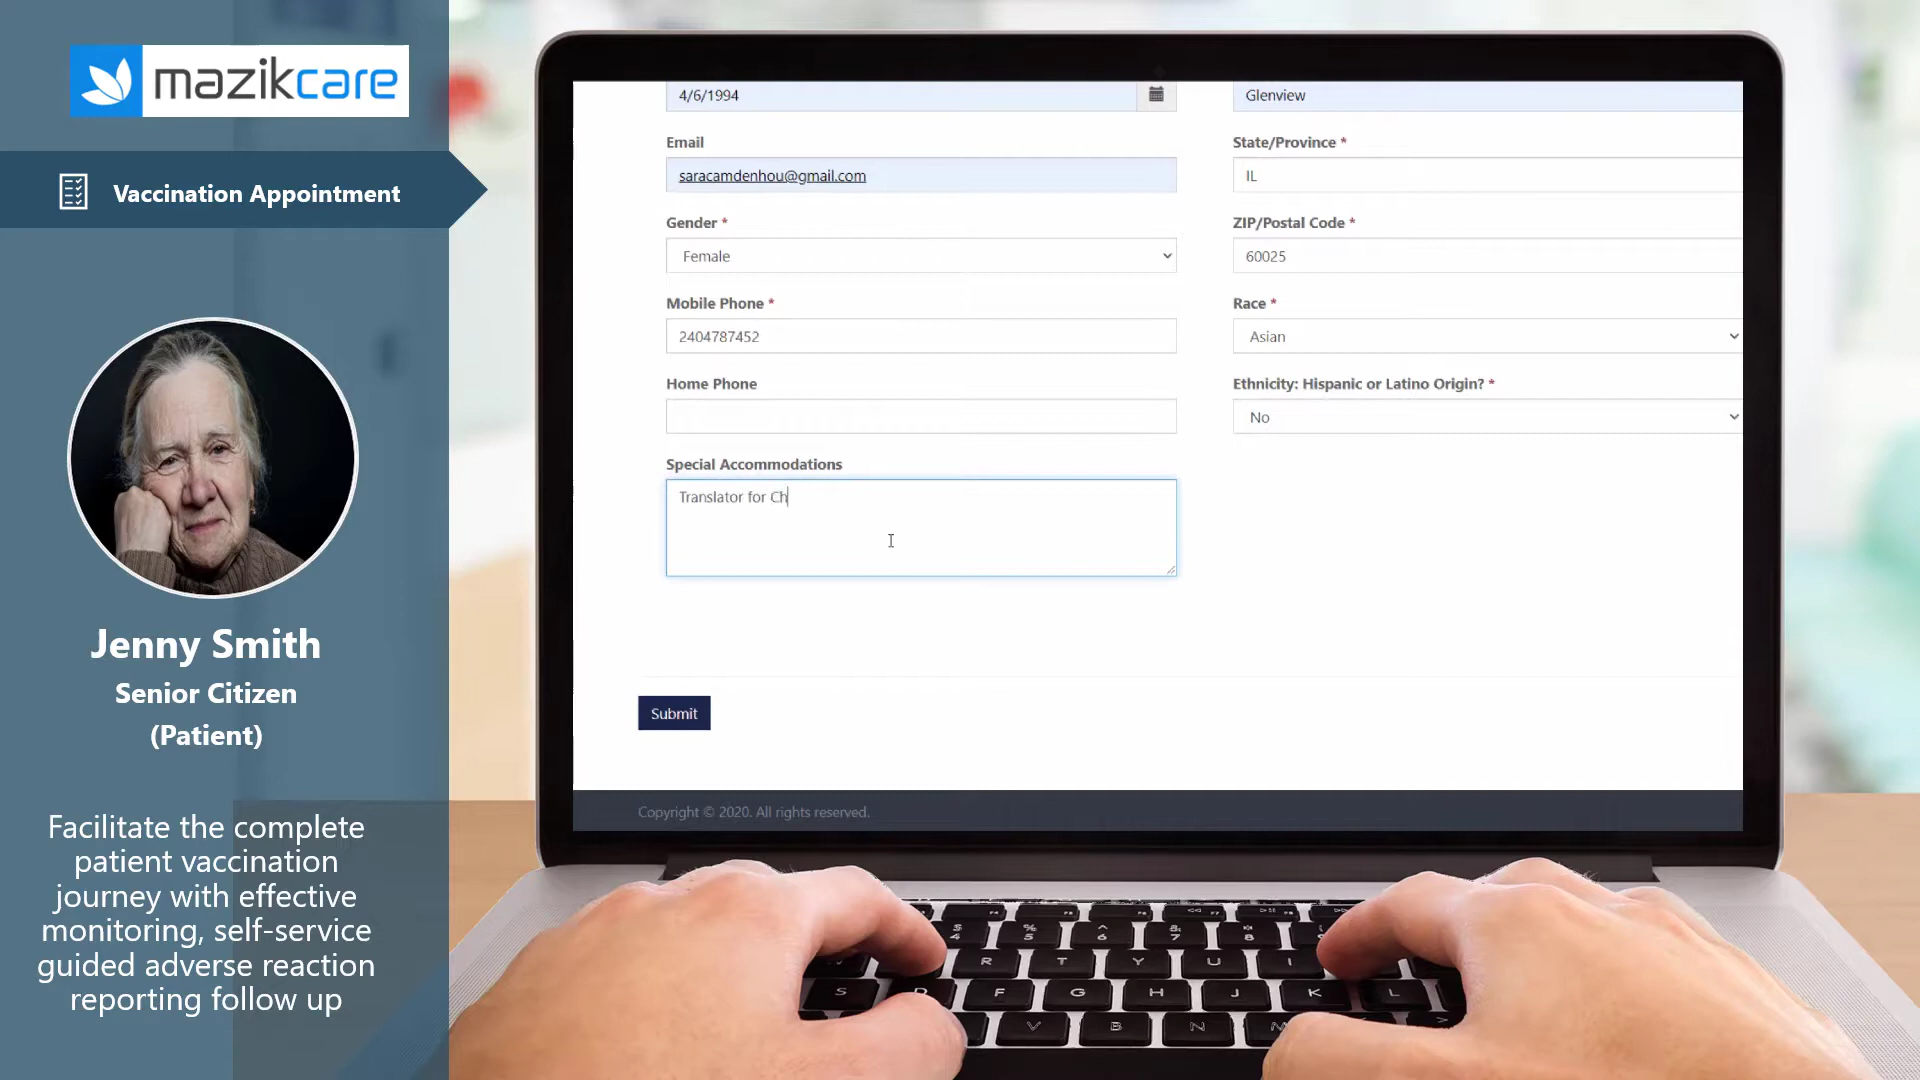 mazikcare
Vaccination Appointment
Jenny Smith
Senior Citizen
(Patient)
Facilitate the complete
patient vaccination
journey with effective
monitoring, self-service
guided adverse reaction
reporting follow up
4/6/1994
Glenview
Email
State/Province *
saracamdenhou@gmail.com
IL
Gender *
ZIP/Postal Code *
Female
60025
Mobile Phone *
Race *
2404787452
Asian
Home Phone
Ethnicity: Hispanic or Latino Origin? *
No
Special Accommodations
Translator for Ch
Submit
Copyright © 2020. All rights reserved.
R T Y U I
S D F G H J K L
V B N M